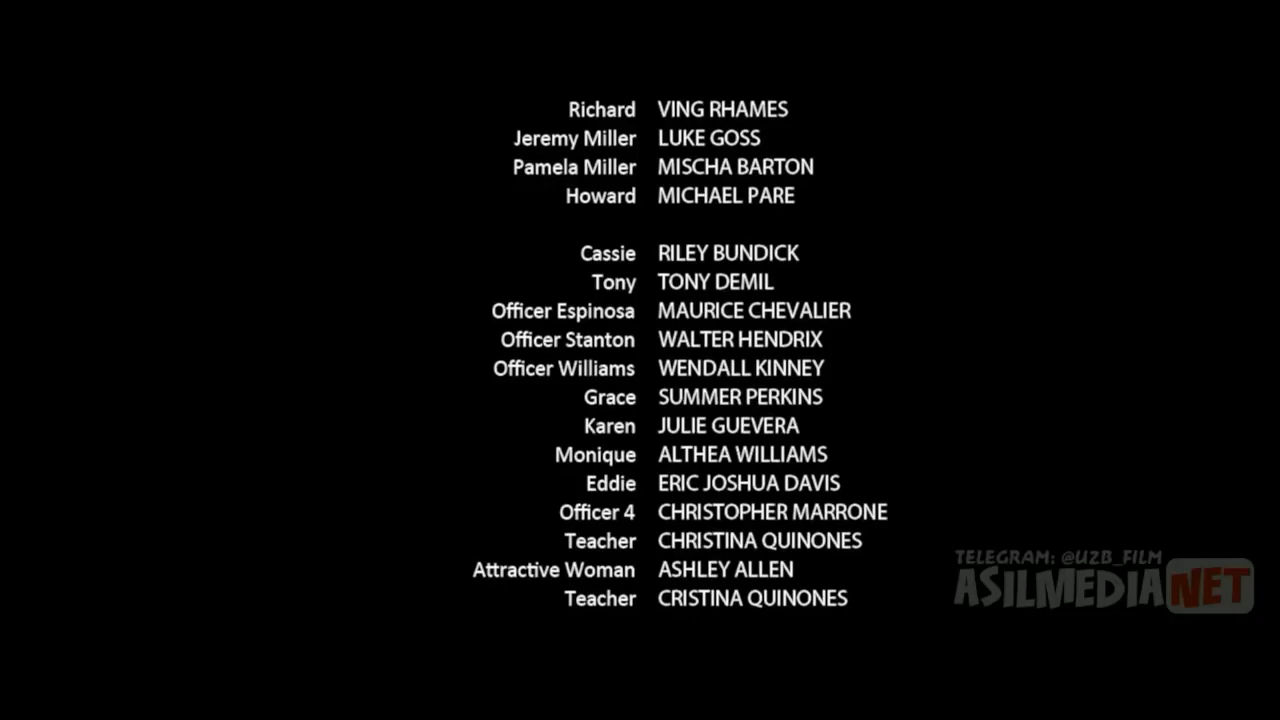 Richard VING RHAMES
Jeremy Miller LUKE GOSS
Pamela Miller MISCHA BARTON
Howard MICHAEL PARE
Cassie RILEY BUNDICK
Tony TONY DEMIL
Officer Espinosa MAURICE CHEVALIER
Officer Stanton WALTER HENDRIX
Officer Williams WENDALL KINNEY
Grace SUMMER PERKINS
Karen JULIE GUEVERA
Monique ALTHEA WILLIAMS
Eddie ERIC JOSHUA DAVIS
Officer 4 CHRISTOPHER MARRONE
Teacher CHRISTINA QUINONES
Attractive Woman ASHLEY ALLEN
Teacher CRISTINA QUINONES
TELEGRAM: @UZB_FILM
ASILMEDIA NET